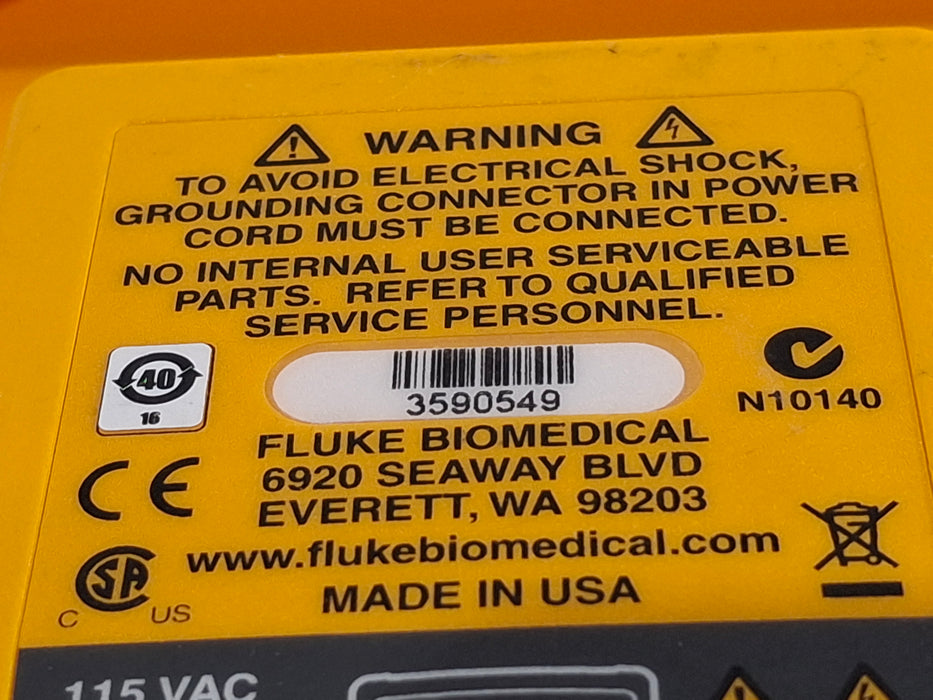 WARNING
TO AVOID ELECTRICAL SHOCK,
GROUNDING CONNECTOR IN POWER
CORD MUST BE CONNECTED.
NO INTERNAL USER SERVICEABLE
PARTS. REFER TO QUALIFIED
SERVICE PERSONNEL.
40
16
3590549
N10140
FLUKE BIOMEDICAL
6920 SEAWAY BLVD
EVERETT, WA 98203
CE
www.flukebiomedical.com
SA
C US
MADE IN USA
115 VAC